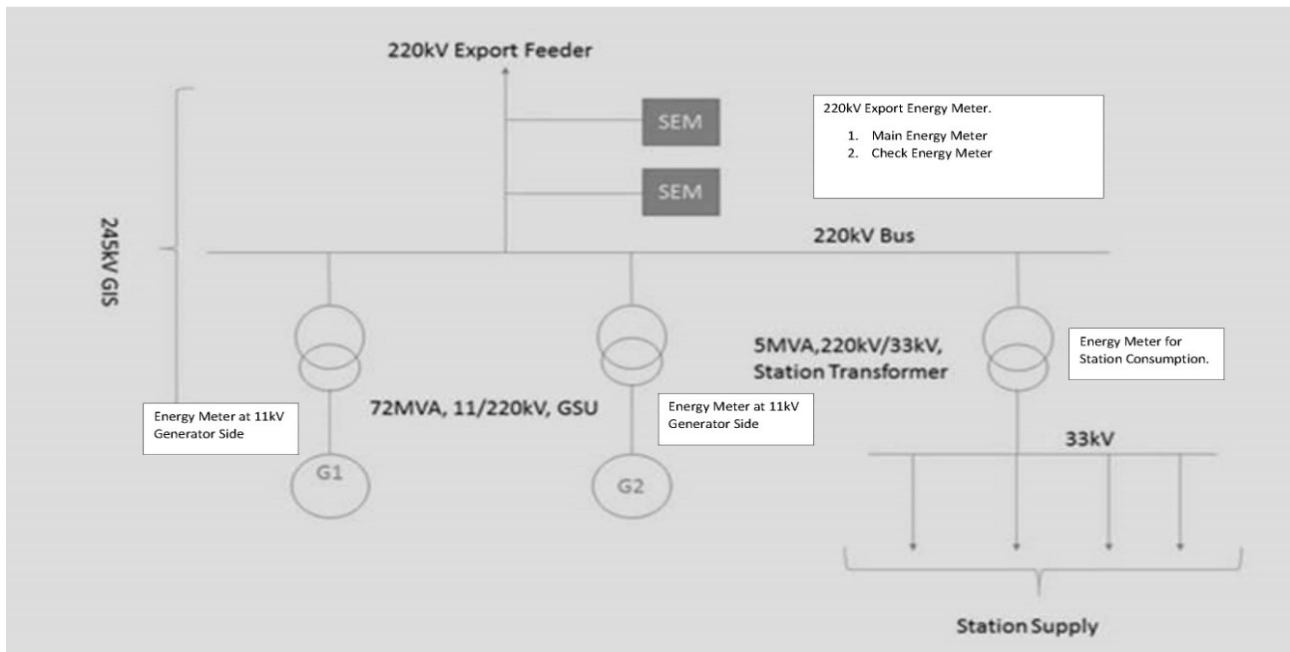 220kV Export Feeder
SEM
220kV Export Energy Meter.
1. Main Energy Meter
2. Check Energy Meter
SEM
245kV GIS
220kV Bus
5MVA,220kV/33kV,
Station Transformer
Energy Meter for
Station Consumption.
72MVA, 11/220kV, GSU
Energy Meter at 11kV
Generator Side
Energy Meter at 11kV
Generator Side
33kV
G1
G2
Station Supply